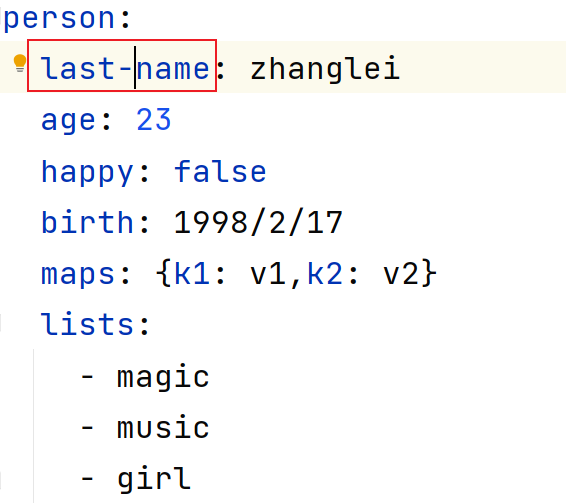 person:
  last-name: zhanglei
  age: 23
  happy: false
  birth: 1998/2/17
  maps: {k1: v1,k2: v2}
  lists:
    - magic
    - music
    - girl